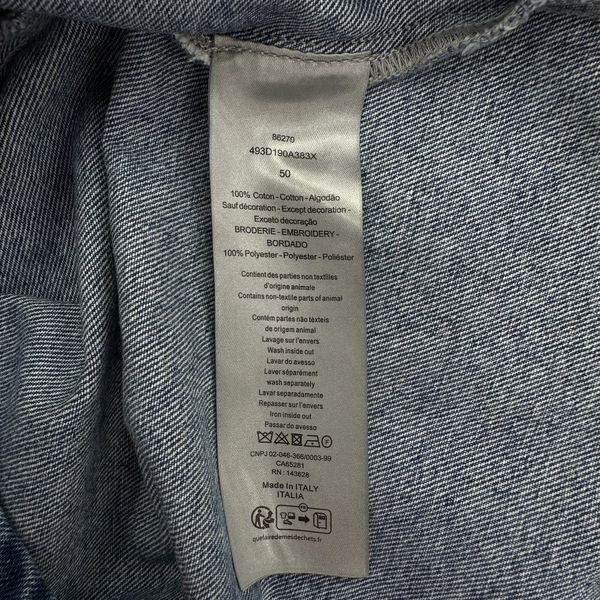 86270
493D190A383X
50
100% Coton - Cotton - Algodão
Sauf décoration - Except decoration -
Exceto decoração
BRODERIE - EMBROIDERY -
BORDADO
100% Polyester - Polyester - Poliéster
Contient des parties non textiles
d'origine animale
Contains non-textile parts of animal
origin
Contém partes não têxteis
de origem animal
Lavage sur l'envers
Wash inside out
Lavar do avesso
Laver séparément
wash separately
Lavar separadamente
Repasser sur l'envers
Iron inside out
Passar do avesso
F
CNPJ 02-046-366/0003-99
CA65281
RN : 143628
Made In ITALY
ITALIA
FR
quefairedemesdechets.fr